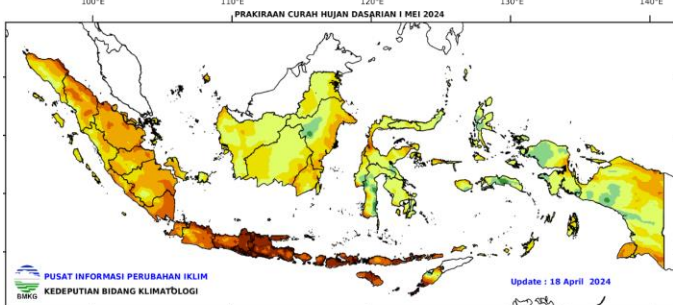 100°E 110°E 120°E 130°E 140°E
PRAKIRAAN CURAH HUJAN DASARIAN I MEI 2024
PUSAT INFORMASI PERUBAHAN IKLIM
KEDEPUTIAN BIDANG KLIMATOLOGI
BMKG
Update : 18 April 2024